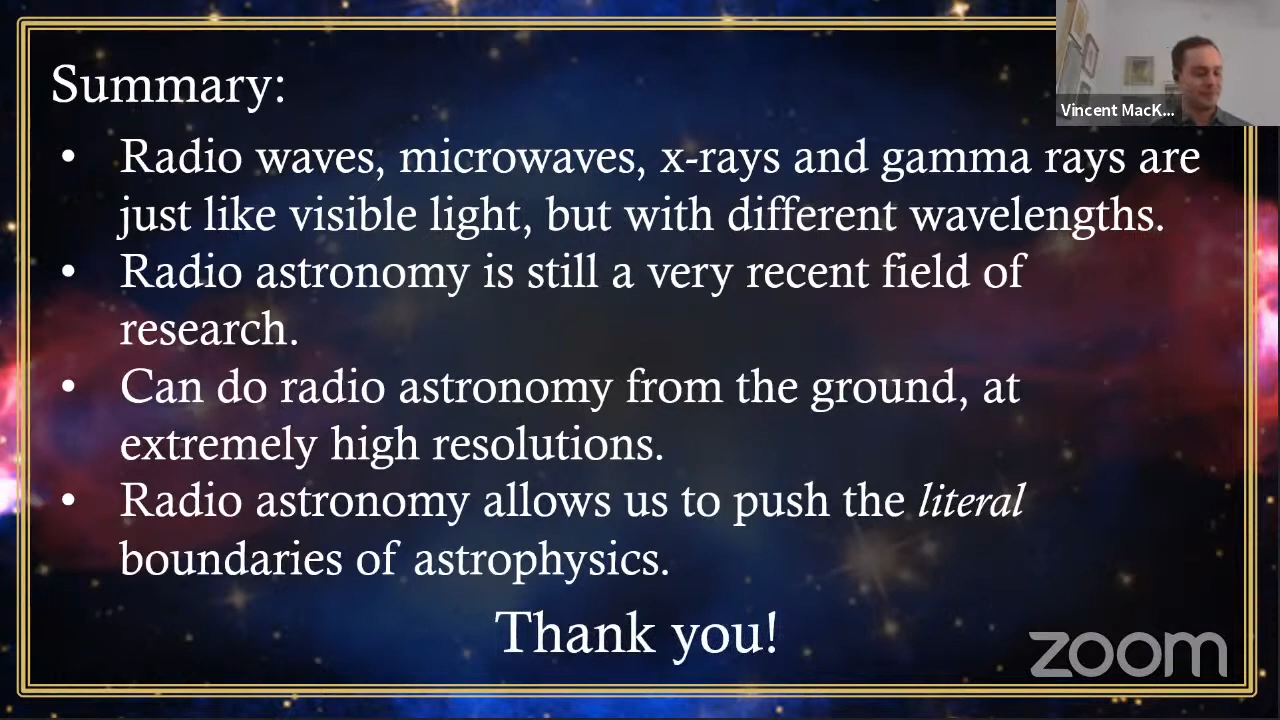 Summary:
Vincent MacK...
• Radio waves, microwaves, x-rays and gamma rays are
just like visible light, but with different wavelengths.
• Radio astronomy is still a very recent field of
research.
• Can do radio astronomy from the ground, at
extremely high resolutions.
• Radio astronomy allows us to push the literal
boundaries of astrophysics.
Thank you!
zoom